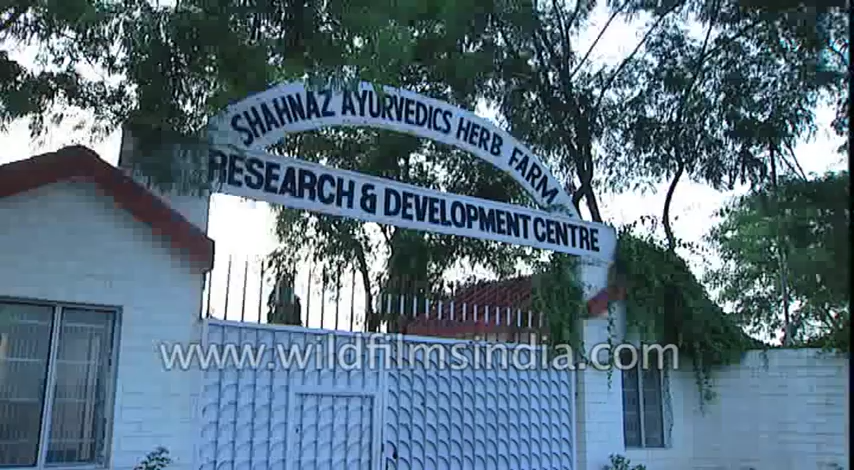 SHAHNAZ AYURVEDICS HERB FARM
RESEARCH & DEVELOPMENT CENTRE
www.wildfilmsindia.com